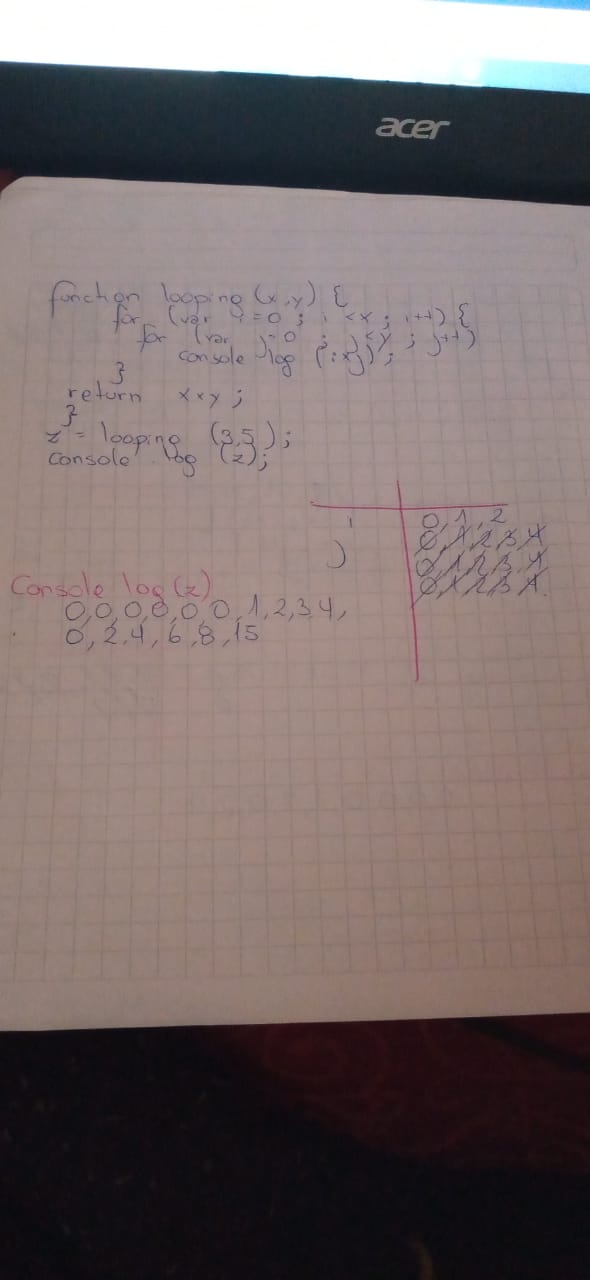 acer
function looping (x,y) {
for (var i=0 ; i <x ; i++) {
for (var j=0 ; j<y ; j++)
console log (i*j);
}
return x*y ;
}
z = looping (3,5);
console.log (z);
i 0, 1, 2
j 0, 1 2 3 4
0, 1 2 3, 4
0, 1 2 3 4.
Console log(z)
0,0,0,0,0,0,1,2,3,4,
0,2,4,6,8,15